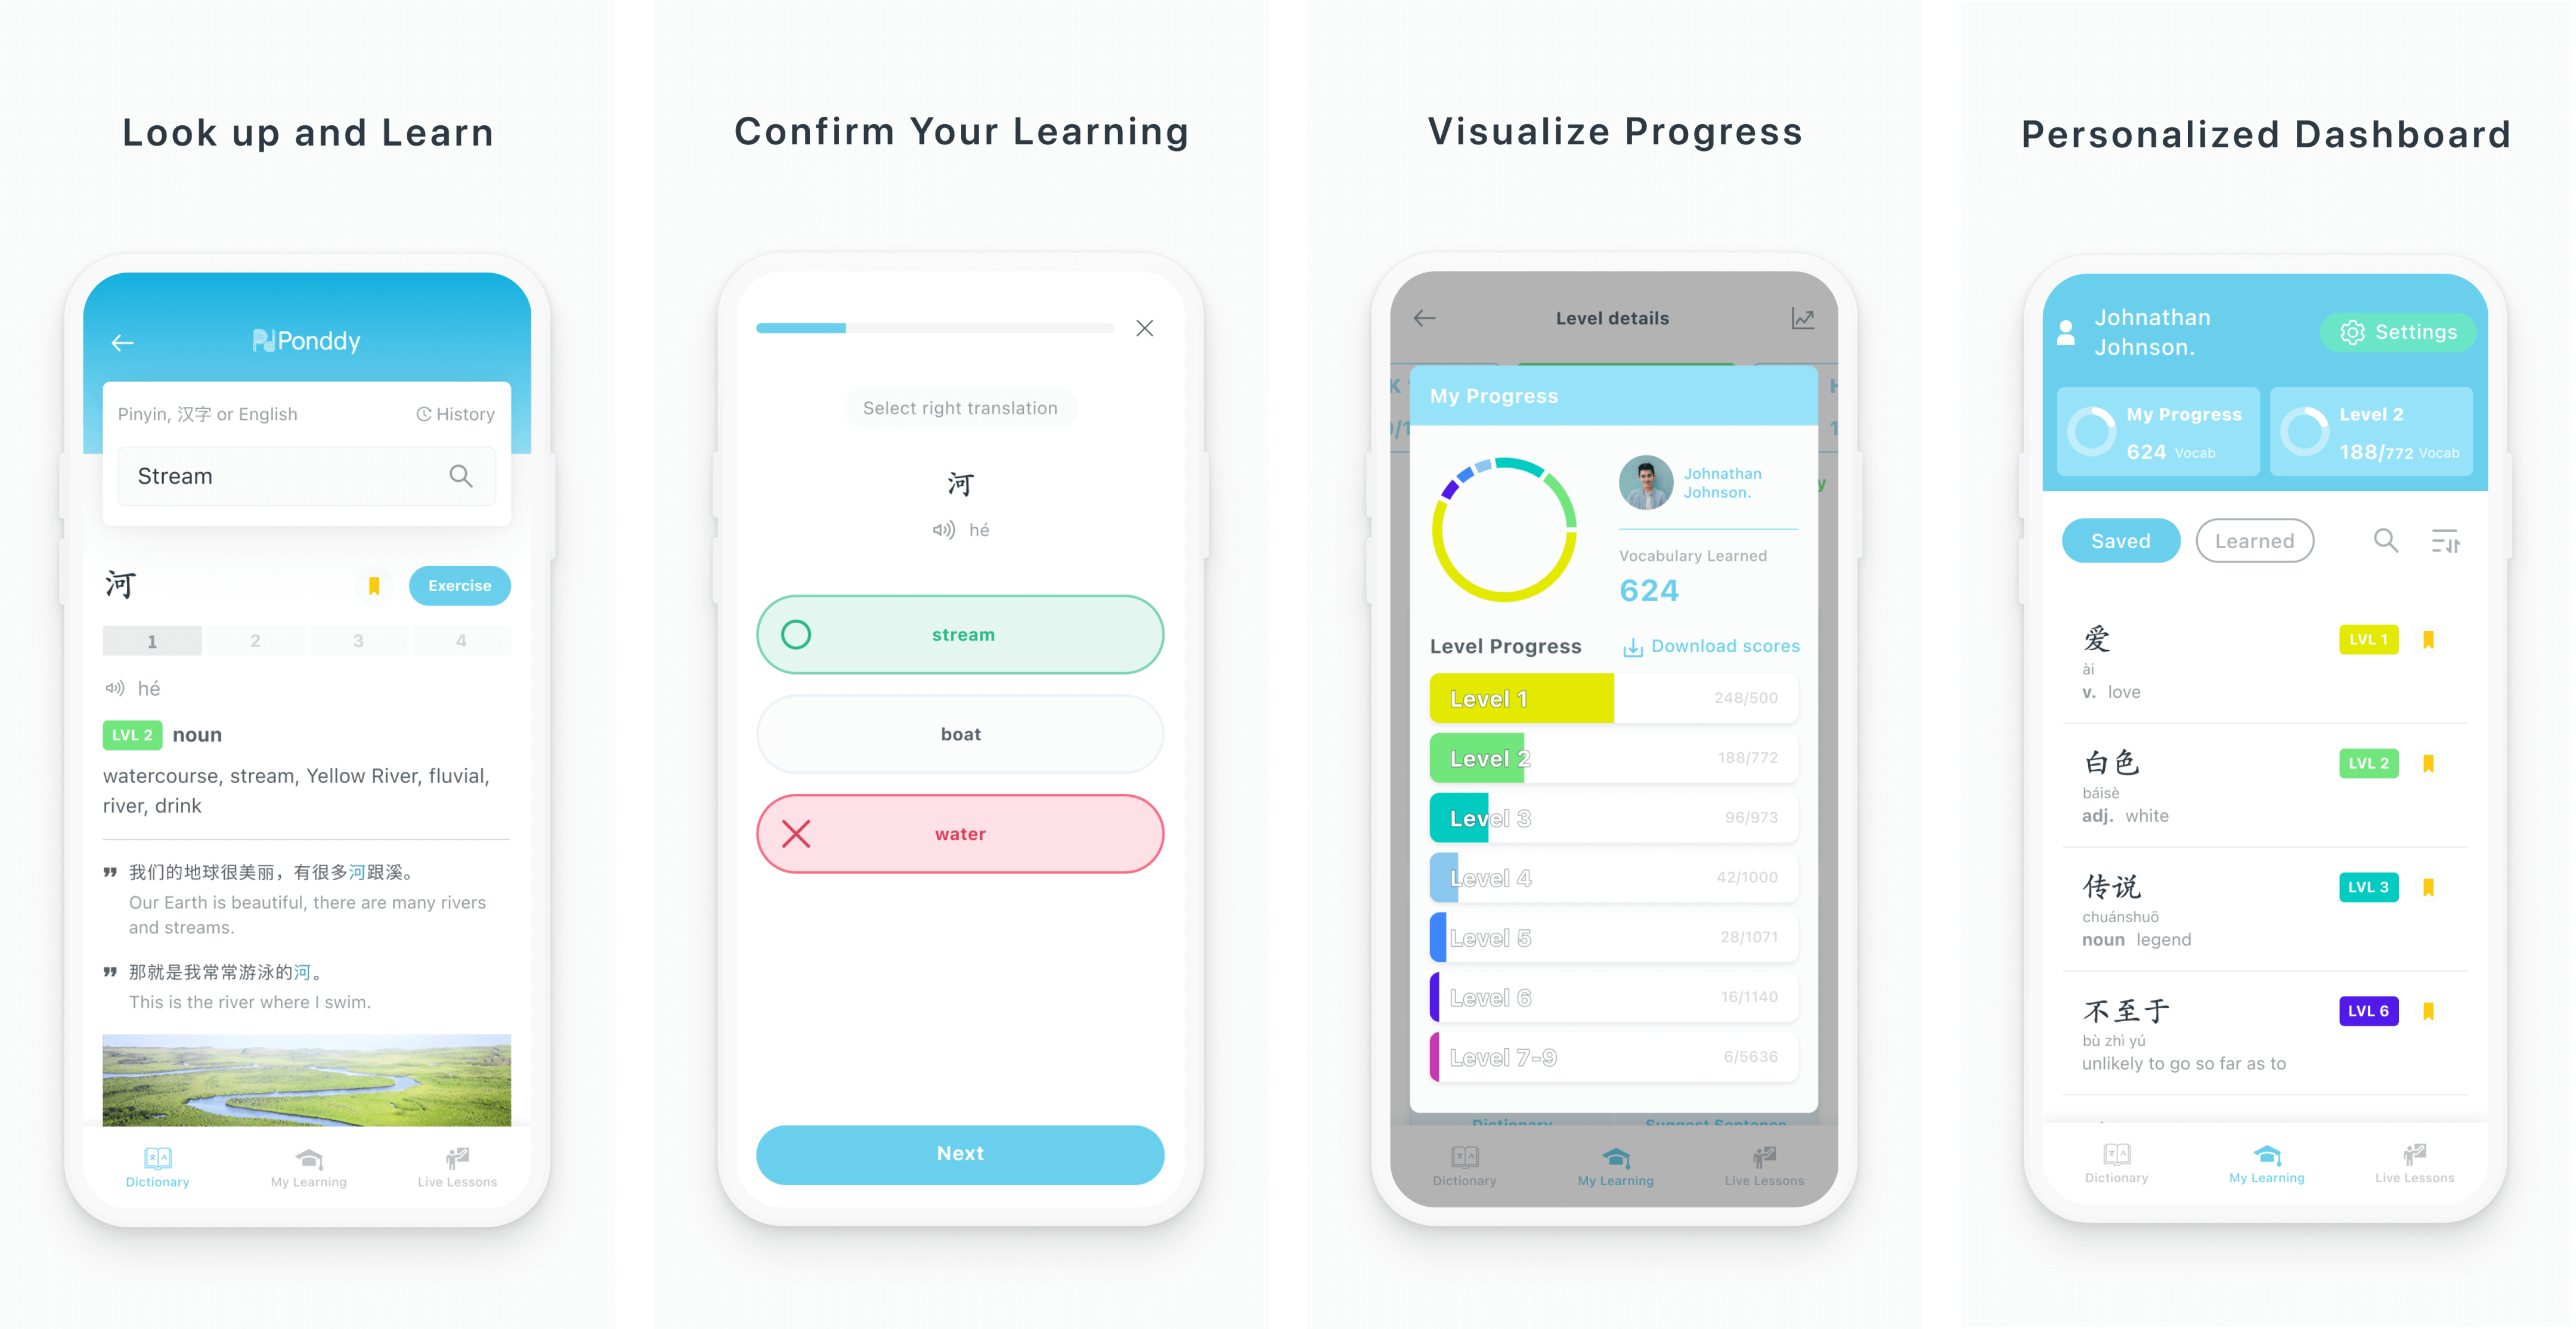 Look up and Learn
Ponddy
Pinyin, 汉字 or English
History
Stream
河
Exercise
1 2 3 4
hé
LVL 2 noun
watercourse, stream, Yellow River, fluvial,
river, drink
我们的地球很美丽，有很多河跟溪。
Our Earth is beautiful, there are many rivers
and streams.
那就是我常常游泳的河。
This is the river where I swim.
Dictionary
My Learning
Live Lessons
Confirm Your Learning
Select right translation
河
hé
stream
boat
water
Next
Visualize Progress
Level details
My Progress
Johnathan
Johnson.
Vocabulary Learned
624
Level Progress
Download scores
Level 1 248/500
Level 2 188/772
Level 3 96/973
Level 4 42/1000
Level 5 28/1071
Level 6 16/1140
Level 7-9 6/5636
Dictionary
Suggest Sentence
Dictionary
My Learning
Live Lessons
Personalized Dashboard
Johnathan
Johnson.
Settings
My Progress
624 Vocab
Level 2
188/772 Vocab
Saved
Learned
爱
LVL 1
ài
v. love
白色
LVL 2
báisè
adj. white
传说
LVL 3
chuánshuō
noun legend
不至于
LVL 6
bù zhì yú
unlikely to go so far as to
Dictionary
My Learning
Live Lessons